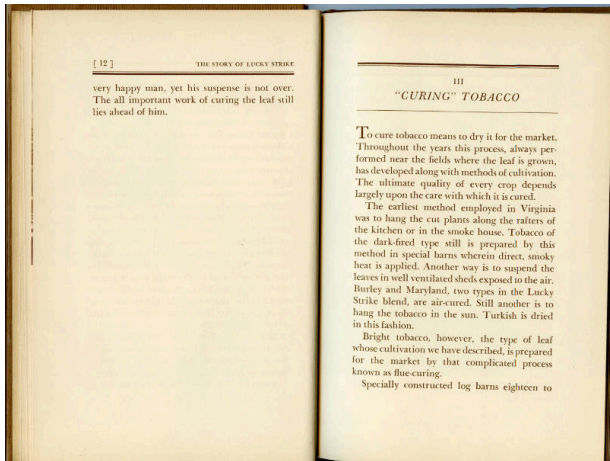 [ 12 ] THE STORY OF LUCKY STRIKE
very happy man, yet his suspense is not over.
The all important work of curing the leaf still
lies ahead of him.
III
"CURING" TOBACCO
To cure tobacco means to dry it for the market.
Throughout the years this process, always per-
formed near the fields where the leaf is grown,
has developed along with methods of cultivation.
The ultimate quality of every crop depends
largely upon the care with which it is cured.
The earliest method employed in Virginia
was to hang the cut plants along the rafters of
the kitchen or in the smoke house. Tobacco of
the dark-fired type still is prepared by this
method in special barns wherein direct, smoky
heat is applied. Another way is to suspend the
leaves in well ventilated sheds exposed to the air.
Burley and Maryland, two types in the Lucky
Strike blend, are air-cured. Still another is to
hang the tobacco in the sun. Turkish is dried
in this fashion.
Bright tobacco, however, the type of leaf
whose cultivation we have described, is prepared
for the market by that complicated process
known as flue-curing.
Specially constructed log barns eighteen to